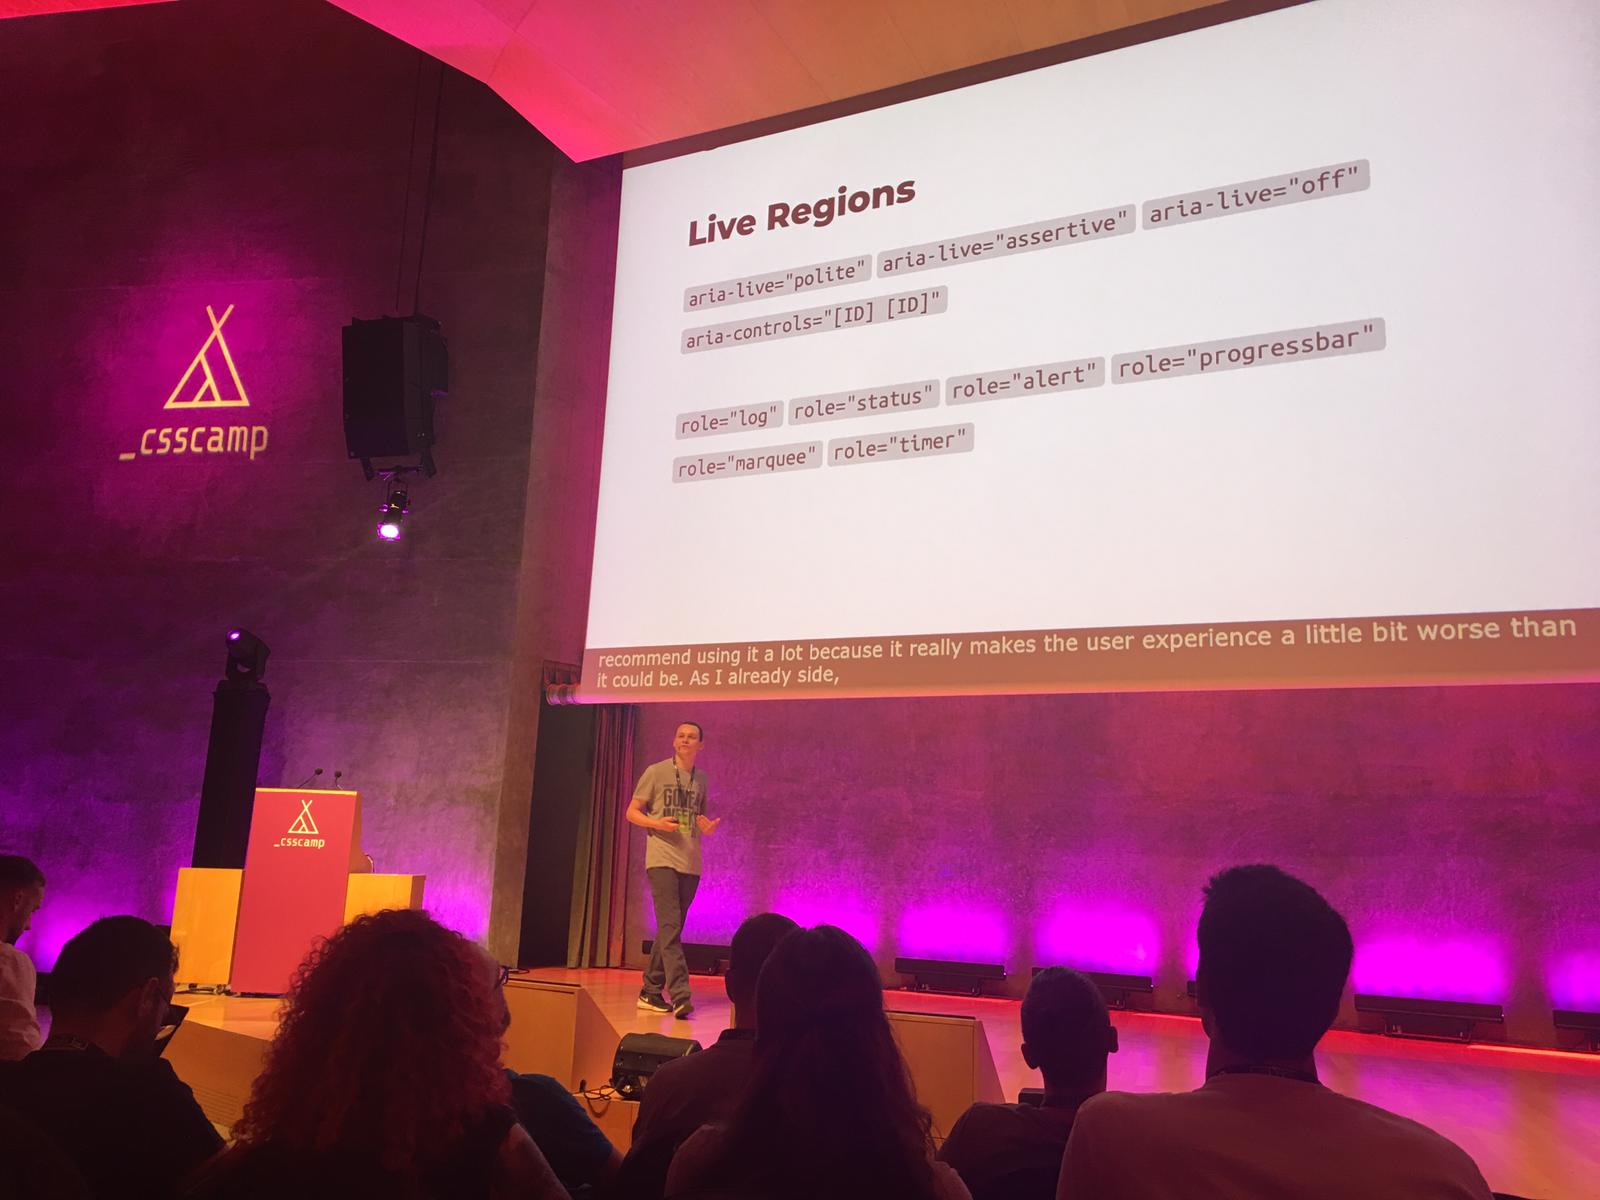 Live Regions
aria-live="polite" aria-live="assertive" aria-live="off"
aria-controls="[ID] [ID]"
role="log" role="status" role="alert" role="progressbar"
role="marquee" role="timer"
recommend using it a lot because it really makes the user experience a little bit worse than
it could be. As I already side,
_csscamp
_csscamp